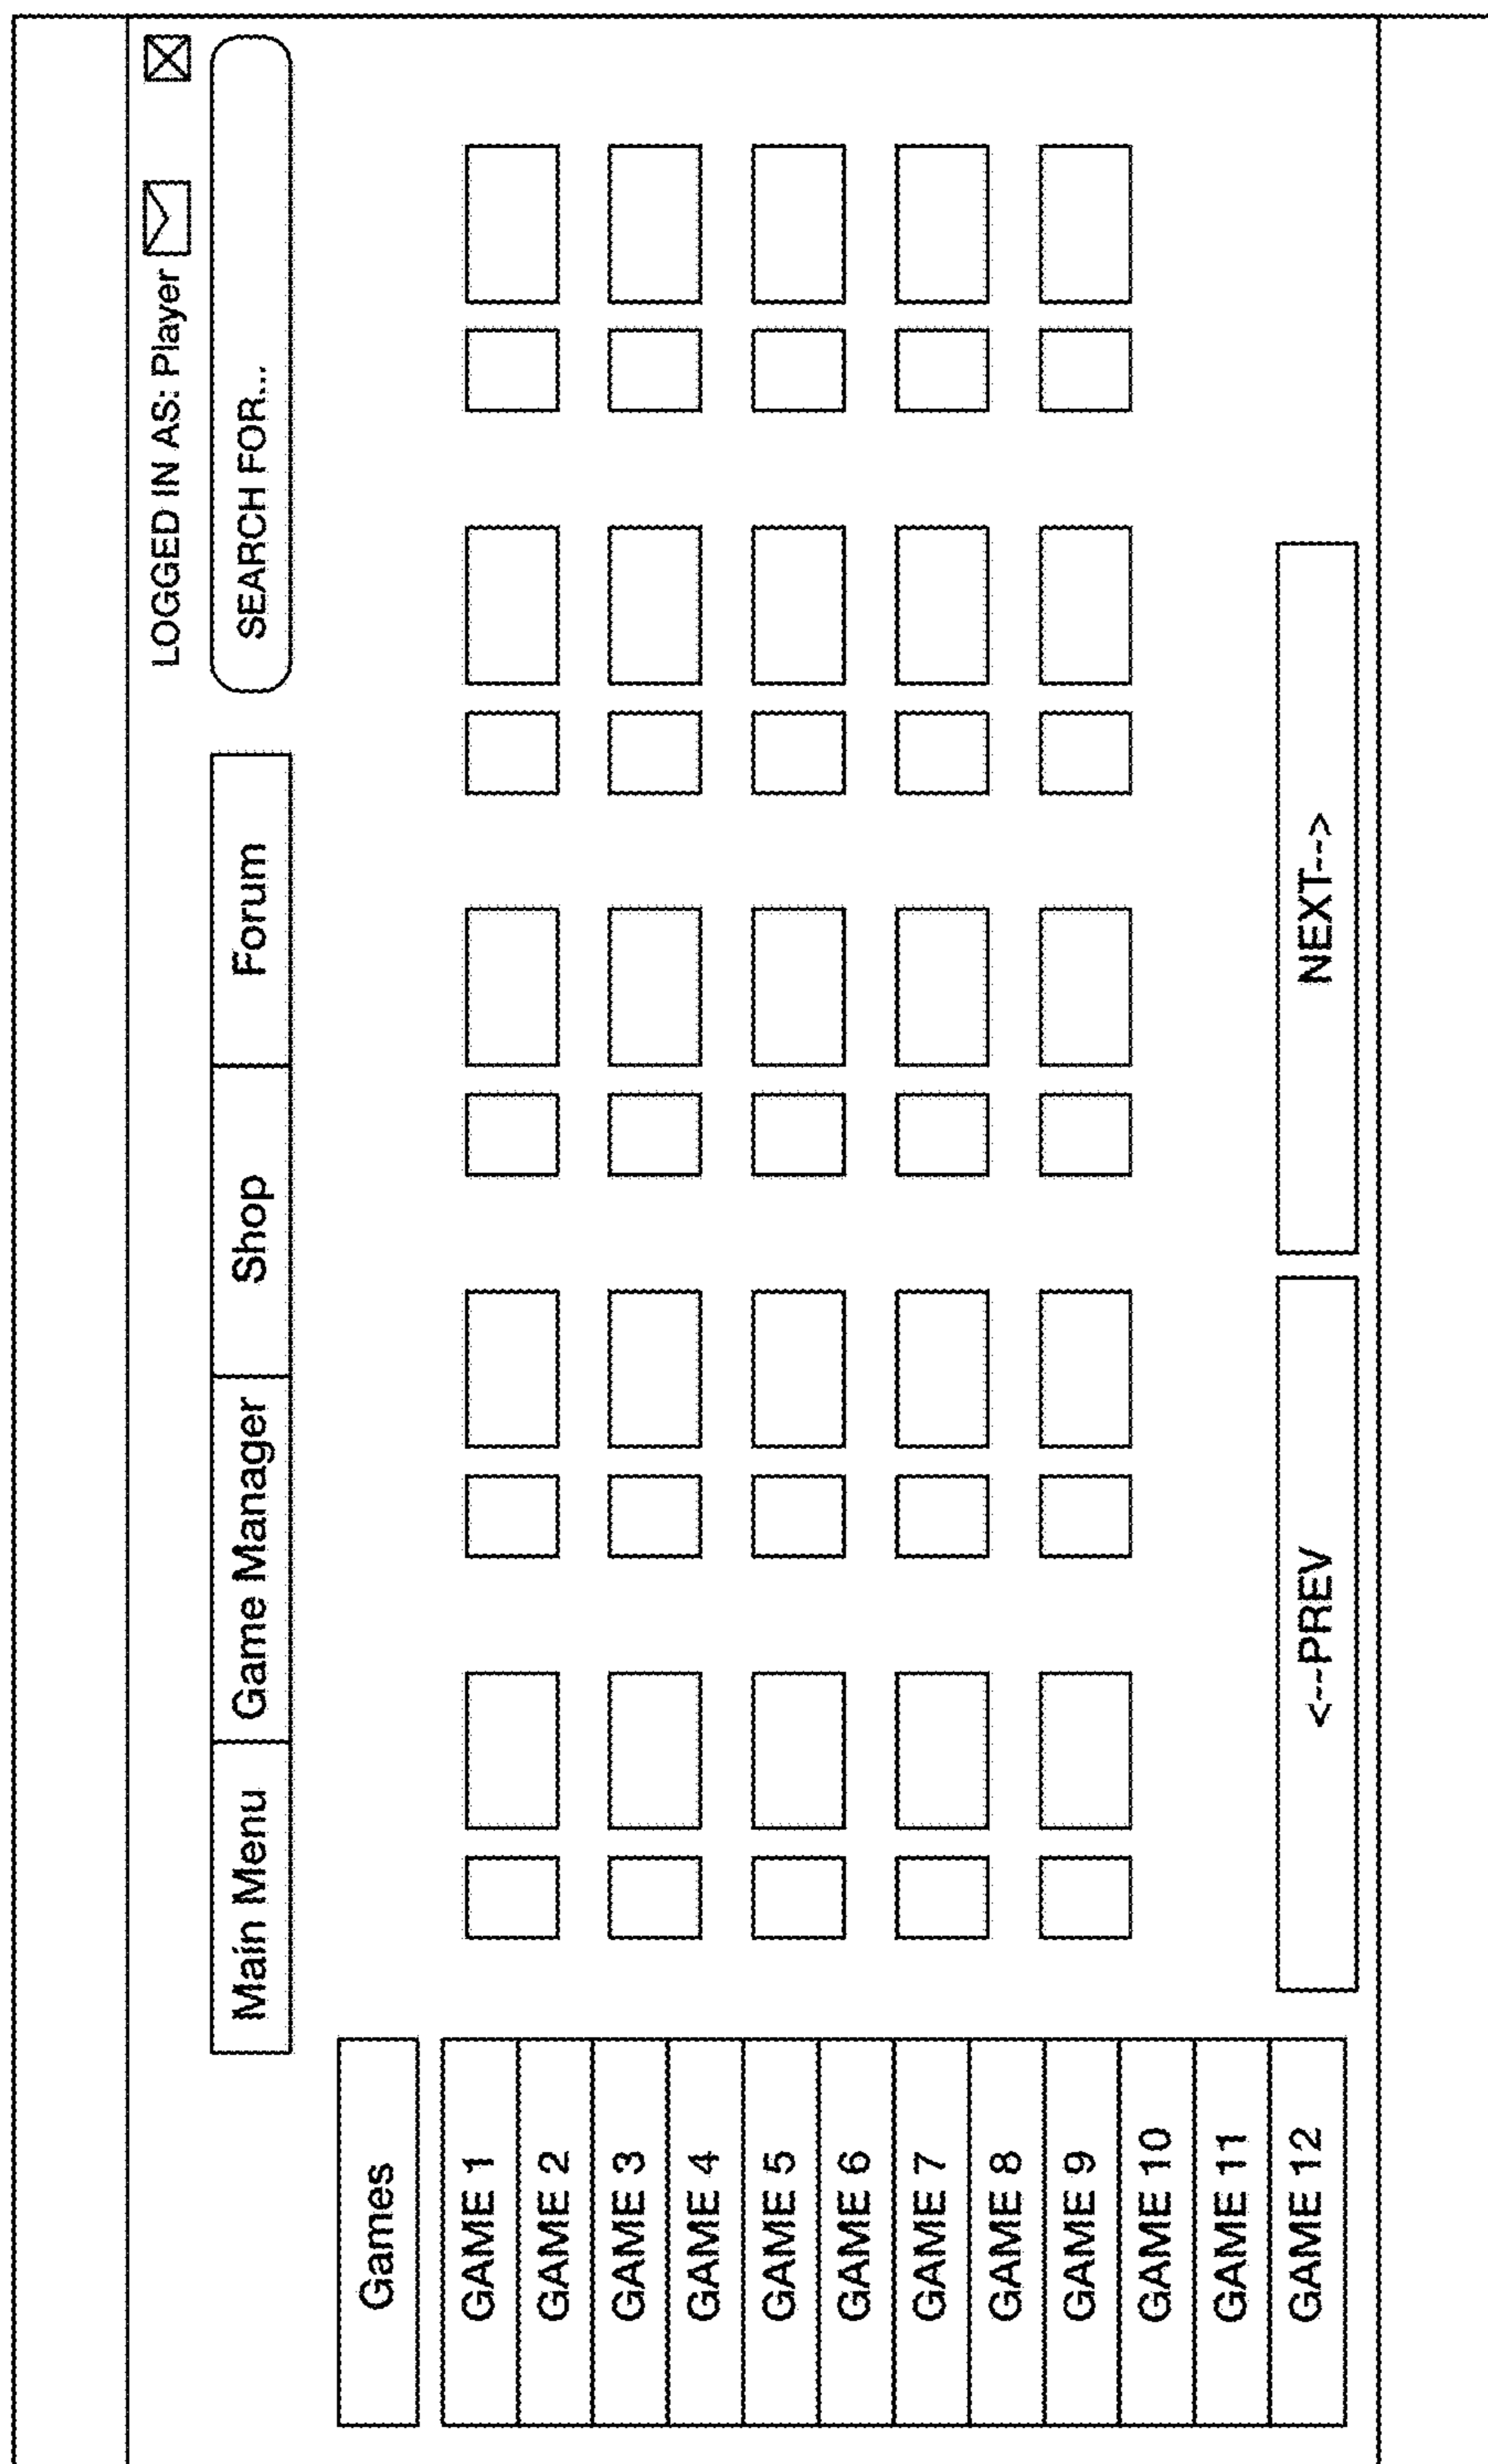 LOGGED IN AS: Player
Main Menu
Game Manager
Shop
Forum
SEARCH FOR...
Games
GAME 1
GAME 2
GAME 3
GAME 4
GAME 5
GAME 6
GAME 7
GAME 8
GAME 9
GAME 10
GAME 11
GAME 12
<--PREV
NEXT-->